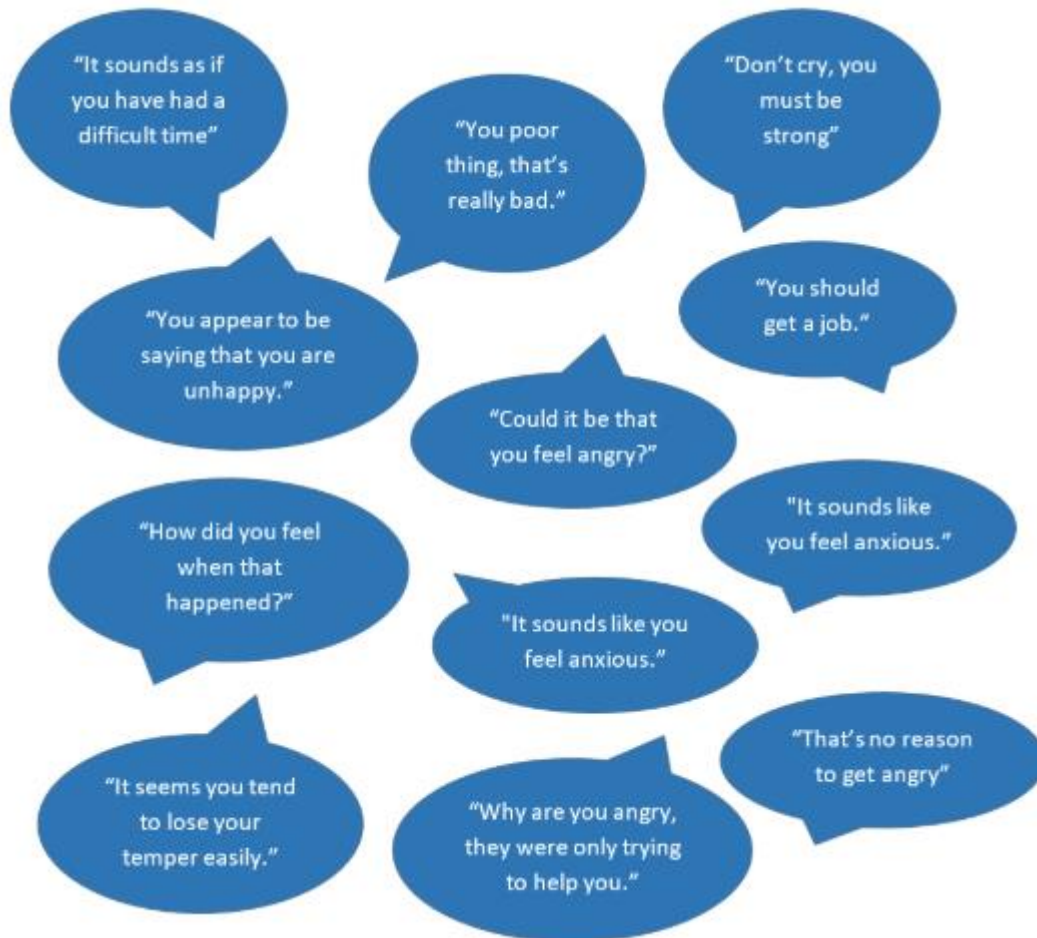 “It sounds as if
you have had a
difficult time”
“You poor
thing, that’s
really bad.”
“Don’t cry, you
must be
strong”
“You appear to be
saying that you are
unhappy.”
“You should
get a job.“
“Could it be that
you feel angry?”
“How did you feel
when that
happened?”
"It sounds like
you feel anxious.”
"It sounds like you
feel anxious.”
“It seems you tend
to lose your
temper easily.”
“Why are you angry,
they were only trying
to help you.”
“That’s no reason
to get angry”